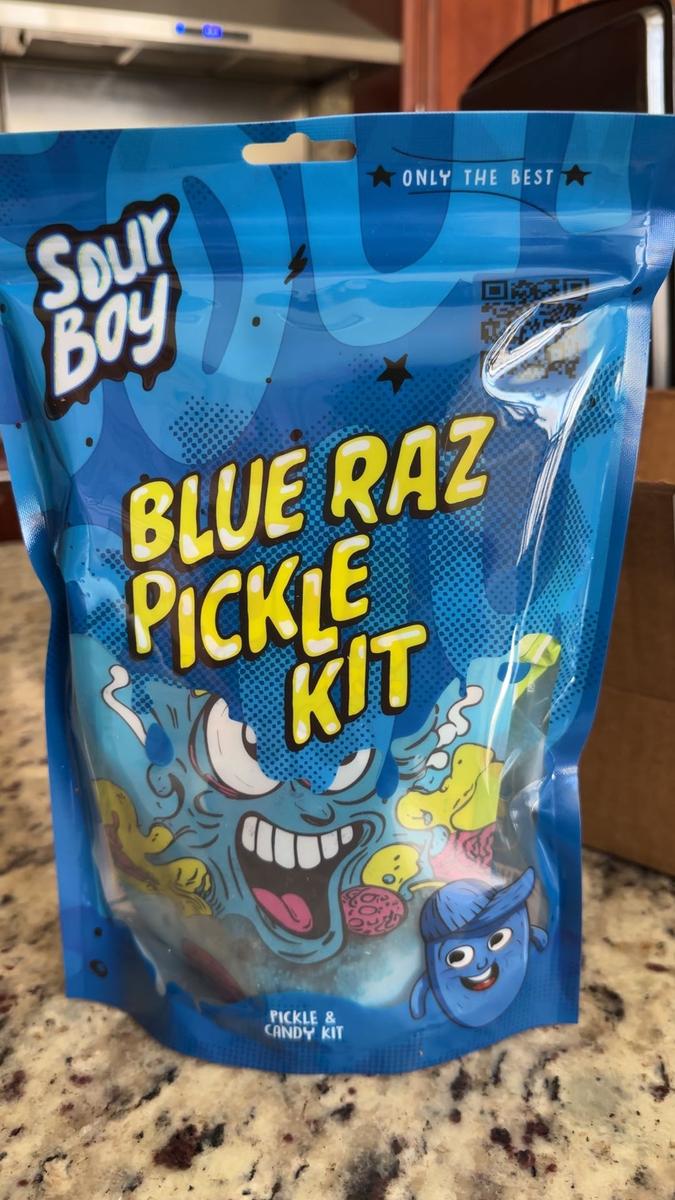 ONLY THE BEST
Sour
Boy
BLUE RAZ
PICKLE
KIT
PICKLE &
CANDY KIT